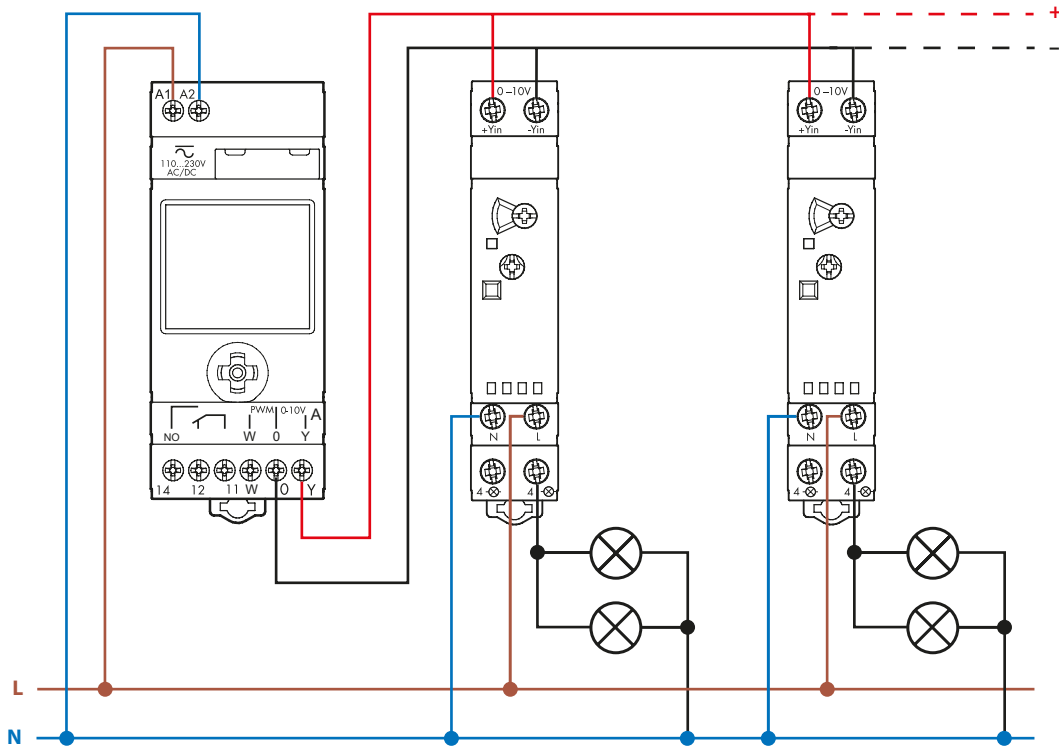 +
–
A1 A2
110...230V
AC/DC
PWM 0-10V A
NO W 0 Y
14 12 11 W O Y
0–10V
+Yin -Yin
N L
4 4
0–10V
+Yin -Yin
N L
4 4
L
N